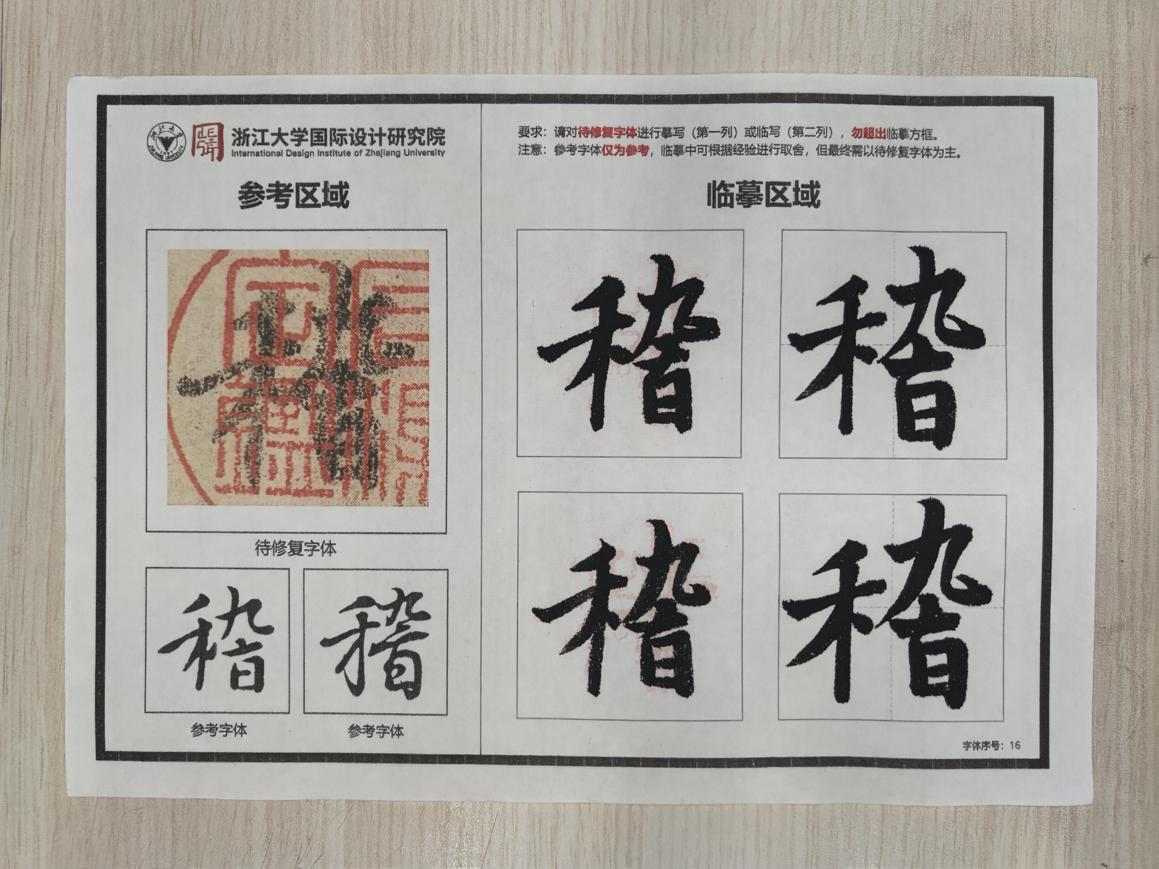 浙江大学国际设计研究院
International Design Institute of Zhejiang University
参考区域
待修复字体
稽 稽
参考字体 参考字体
要求：请对待修复字体进行摹写（第一列）或临写（第二列），勿超出临摹方框。
注意：参考字体仅为参考，临摹中可根据经验进行取舍，但最终需以待修复字体为主。
临摹区域
稽 稽
稽 稽
字体序号：16